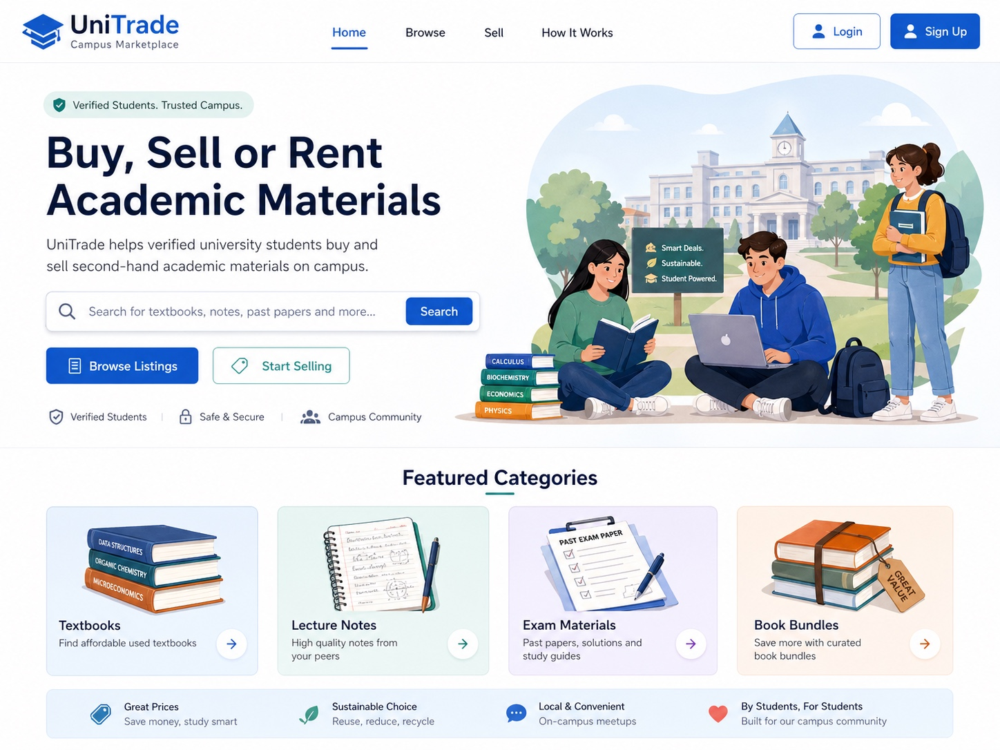 UniTrade
Campus Marketplace
Home
Browse
Sell
How It Works
Login
Sign Up
Verified Students. Trusted Campus.
Buy, Sell or Rent
Academic Materials
UniTrade helps verified university students buy and
sell second-hand academic materials on campus.
Search for textbooks, notes, past papers and more...
Search
Browse Listings
Start Selling
Verified Students
Safe & Secure
Campus Community
Smart Deals.
Sustainable.
Student Powered.
CALCULUS
BIOCHEMISTRY
ECONOMICS
PHYSICS
Featured Categories
DATA STRUCTURES
ORGANIC CHEMISTRY
MICROECONOMICS
Textbooks
Find affordable used textbooks
Lecture Notes
High quality notes from
your peers
PAST EXAM PAPER
Exam Materials
Past papers, solutions and
study guides
GREAT
VALUE
Book Bundles
Save more with curated
book bundles
Great Prices
Save money, study smart
Sustainable Choice
Reuse, reduce, recycle
Local & Convenient
On-campus meetups
By Students, For Students
Built for our campus community